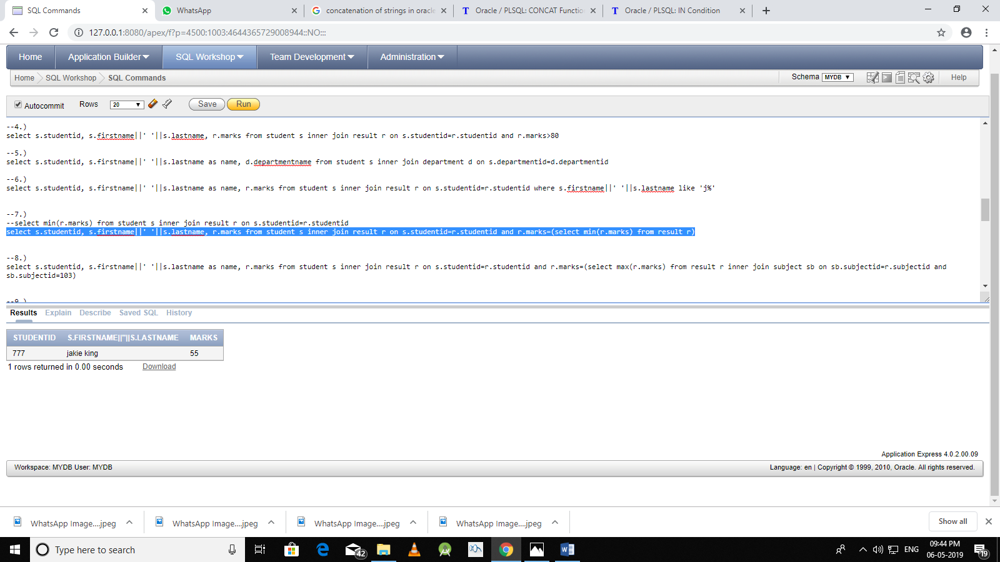 SQL Commands
WhatsApp
concatenation of strings in oracle
Oracle / PLSQL: CONCAT Functio
Oracle / PLSQL: IN Condition
127.0.0.1:8080/apex/f?p=4500:1003:4644365729008944::NO:::
Home
Application Builder
SQL Workshop
Team Development
Administration
Home
SQL Workshop
SQL Commands
Schema
MYDB
Help
Autocommit
Rows
20
Save
Run
--4.)
select s.studentid, s.firstname||' '||s.lastname, r.marks from student s inner join result r on s.studentid=r.studentid and r.marks>80
--5.)
select s.studentid, s.firstname||' '||s.lastname as name, d.departmentname from student s inner join department d on s.departmentid=d.departmentid
--6.)
select s.studentid, s.firstname||' '||s.lastname as name, r.marks from student s inner join result r on s.studentid=r.studentid where s.firstname||' '||s.lastname like 'j%'
--7.)
--select min(r.marks) from student s inner join result r on s.studentid=r.studentid
select s.studentid, s.firstname||' '||s.lastname, r.marks from student s inner join result r on s.studentid=r.studentid and r.marks=(select min(r.marks) from result r)
--8.)
select s.studentid, s.firstname||' '||s.lastname as name, r.marks from student s inner join result r on s.studentid=r.studentid and r.marks=(select max(r.marks) from result r inner join subject sb on sb.subjectid=r.subjectid and
sb.subjectid=103)
--9.)
Results
Explain
Describe
Saved SQL
History
STUDENTID
S.FIRSTNAME||''||S.LASTNAME
MARKS
777
jakie king
55
1 rows returned in 0.00 seconds
Download
Application Express 4.0.2.00.09
Workspace: MYDB User: MYDB
Language: en | Copyright © 1999, 2010, Oracle. All rights reserved.
WhatsApp Image....jpeg
WhatsApp Image....jpeg
WhatsApp Image....jpeg
WhatsApp Image....jpeg
Show all
Type here to search
42
ENG
09:44 PM
06-05-2019
19